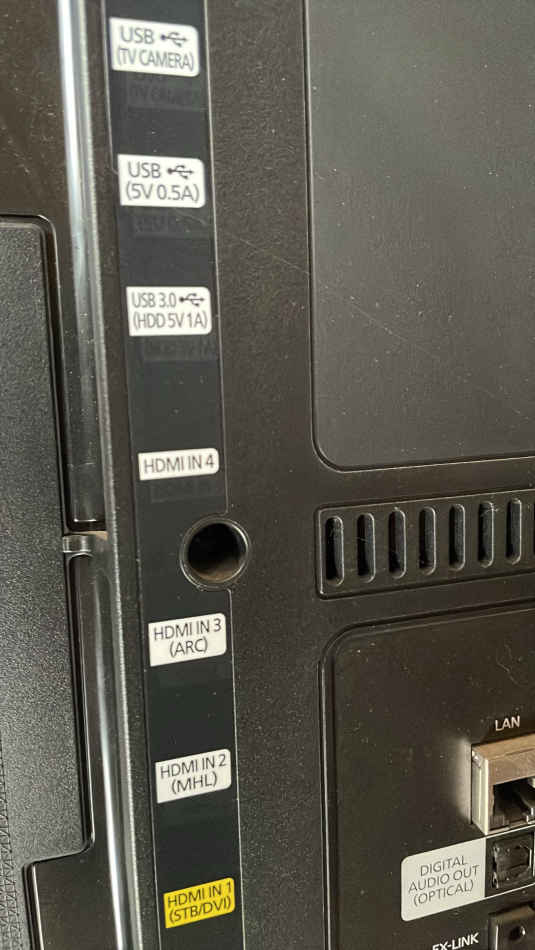 USB
(TV CAMERA)
USB
(5V 0.5A)
USB 3.0
(HDD 5V 1A)
HDMI IN 4
HDMI IN 3
(ARC)
HDMI IN 2
(MHL)
HDMI IN 1
(STB/DVI)
LAN
DIGITAL
AUDIO OUT
(OPTICAL)
EX-LINK